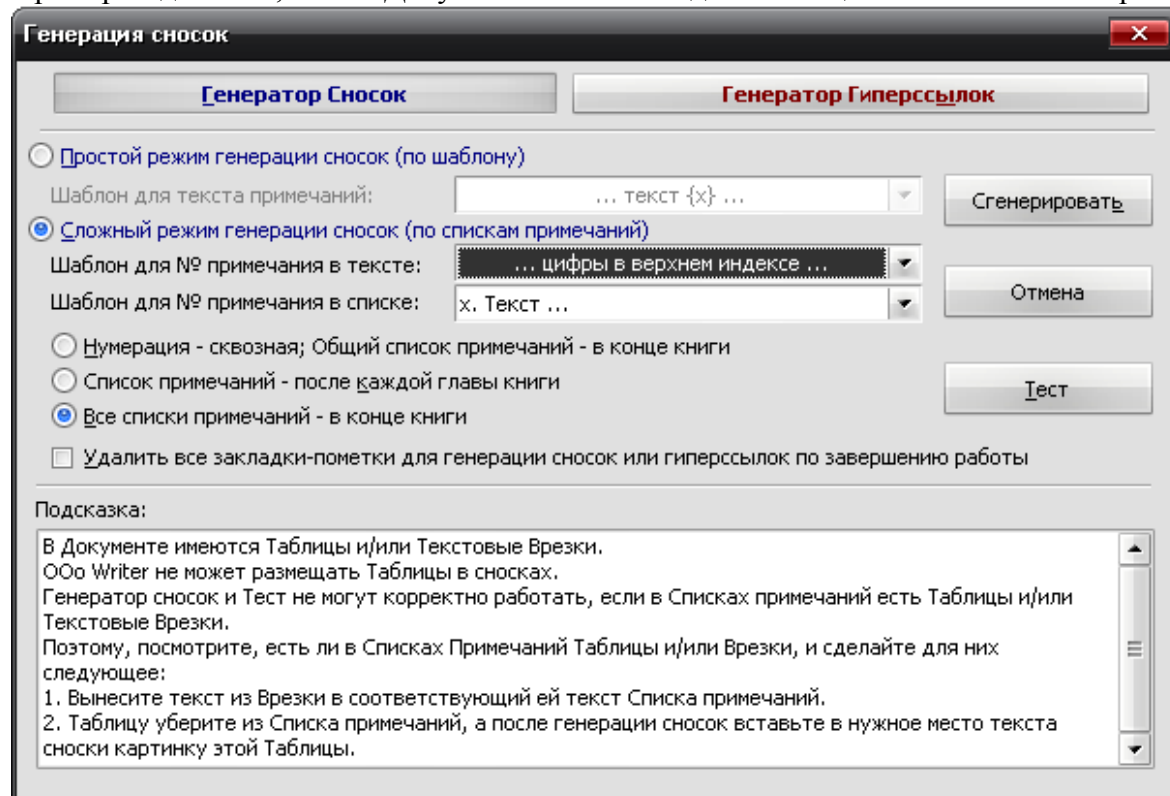 Генерация сносок
Генератор Сносок
Генератор Гиперссылок
Простой режим генерации сносок (по шаблону)
Шаблон для текста примечаний:
... текст {x} ...
Сгенерировать
Сложный режим генерации сносок (по спискам примечаний)
Шаблон для № примечания в тексте:
... цифры в верхнем индексе ...
Шаблон для № примечания в списке:
x. Текст ...
Отмена
Нумерация - сквозная; Общий список примечаний - в конце книги
Список примечаний - после каждой главы книги
Тест
Все списки примечаний - в конце книги
Удалить все закладки-пометки для генерации сносок или гиперссылок по завершению работы
Подсказка:
В Документе имеются Таблицы и/или Текстовые Врезки.
OOo Writer не может размещать Таблицы в сносках.
Генератор сносок и Тест не могут корректно работать, если в Списках примечаний есть Таблицы и/или
Текстовые Врезки.
Поэтому, посмотрите, есть ли в Списках Примечаний Таблицы и/или Врезки, и сделайте для них
следующее:
1. Вынесите текст из Врезки в соответствующий ей текст Списка примечаний.
2. Таблицу уберите из Списка примечаний, а после генерации сносок вставьте в нужное место текста
сноски картинку этой Таблицы.